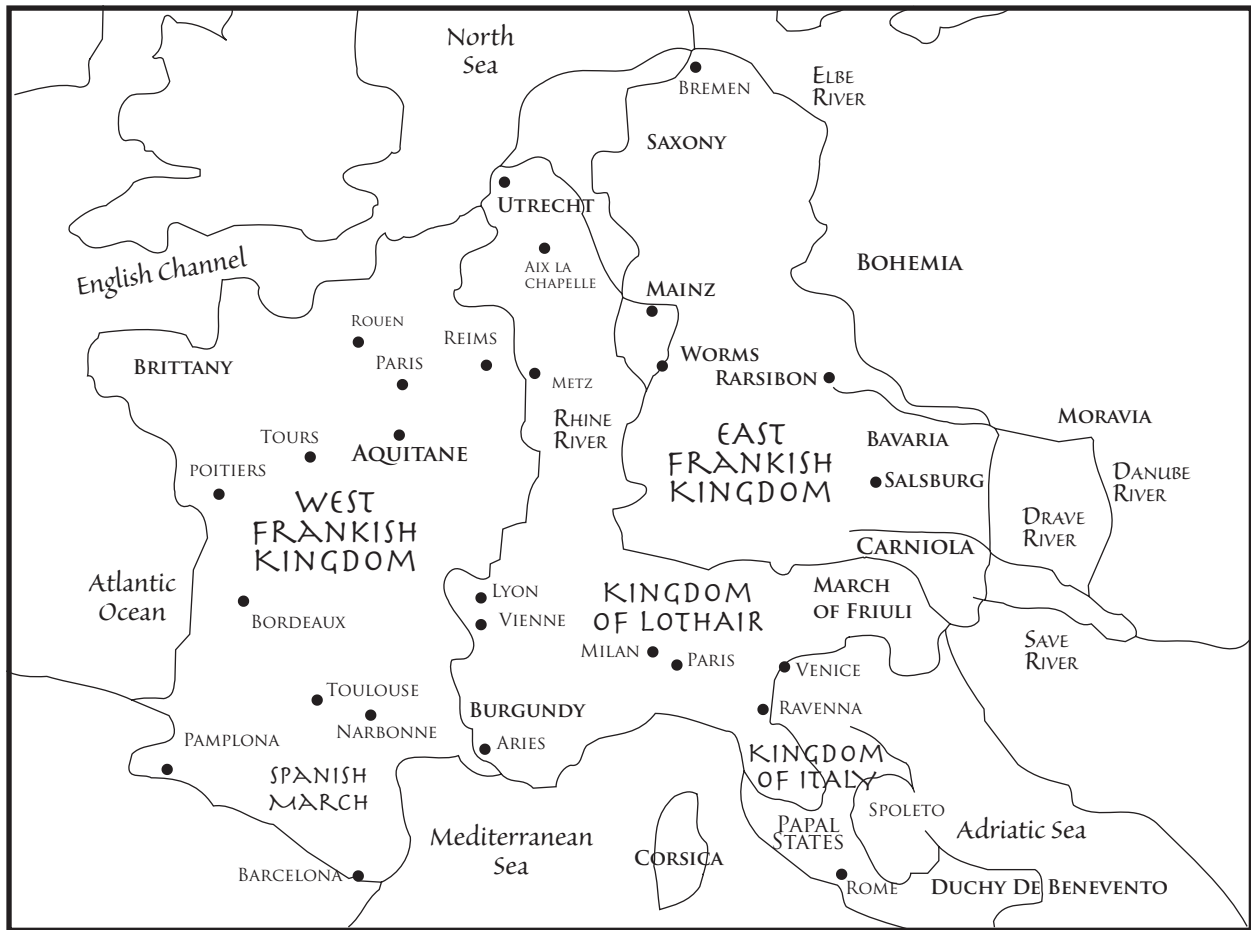 North
Sea
BREMEN
ELBE
RIVER
SAXONY
UTRECHT
English Channel
AIX LA
CHAPELLE
BOHEMIA
MAINZ
ROUEN
REIMS
BRITTANY
PARIS
METZ
WORMS
RARSIBON
RHINE
RIVER
MORAVIA
TOURS
AQUITANE
EAST
FRANKISH
KINGDOM
BAVARIA
POITIERS
SALSBURG
DANUBE
RIVER
WEST
FRANKISH
KINGDOM
DRAVE
RIVER
CARNIOLA
Atlantic
Ocean
LYON
VIENNE
KINGDOM
OF LOTHAIR
MARCH
OF FRIULI
BORDEAUX
SAVE
RIVER
MILAN
PARIS
VENICE
TOULOUSE
NARBONNE
BURGUNDY
RAVENNA
PAMPLONA
ARIES
KINGDOM
OF ITALY
SPANISH
MARCH
SPOLETO
Mediterranean
Sea
PAPAL
STATES
Adriatic Sea
CORSICA
BARCELONA
ROME
DUCHY DE BENEVENTO